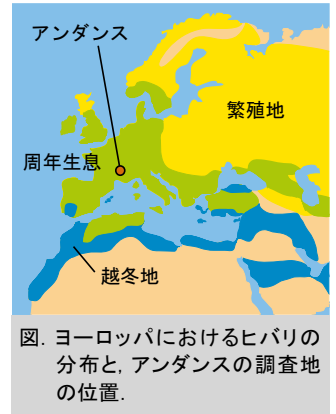 アンダンス
繁殖地
周年生息
越冬地
図. ヨーロッパにおけるヒバリの
分布と, アンダンスの調査地
の位置.